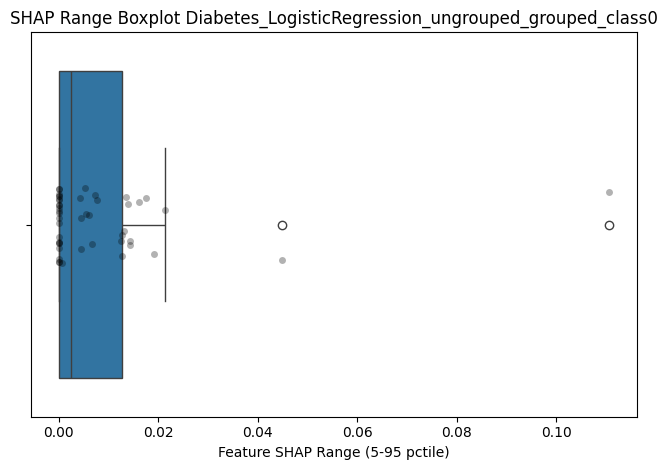 SHAP Range Boxplot Diabetes_LogisticRegression_ungrouped_grouped_class0
0.00 0.02 0.04 0.06 0.08 0.10
Feature SHAP Range (5-95 pctile)